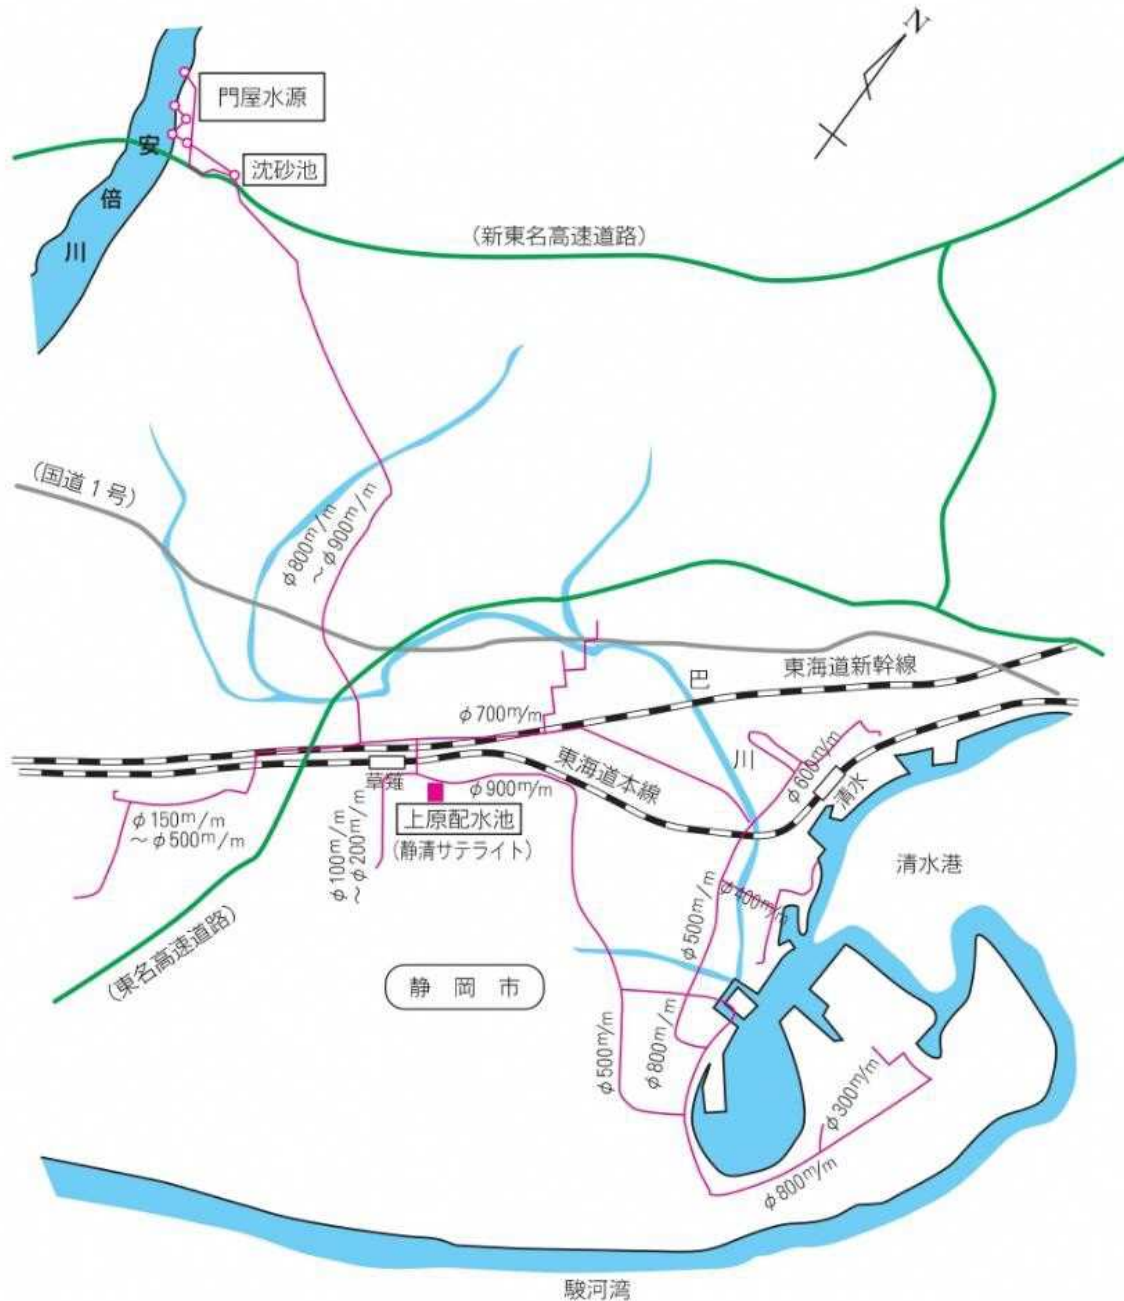 N
門屋水源
沈砂池
安倍川
(新東名高速道路)
(国道1号)
φ800m/m
～φ900m/m
東海道新幹線
巴川
φ700m/m
東海道本線
φ600m/m
清水
草薙
φ900m/m
上原配水池
(静清サテライト)
φ150m/m
～φ500m/m
φ100m/m
～φ200m/m
清水港
φ400m/m
φ500m/m
(東名高速道路)
静岡市
φ500m/m
φ800m/m
φ300m/m
φ800m/m
駿河湾